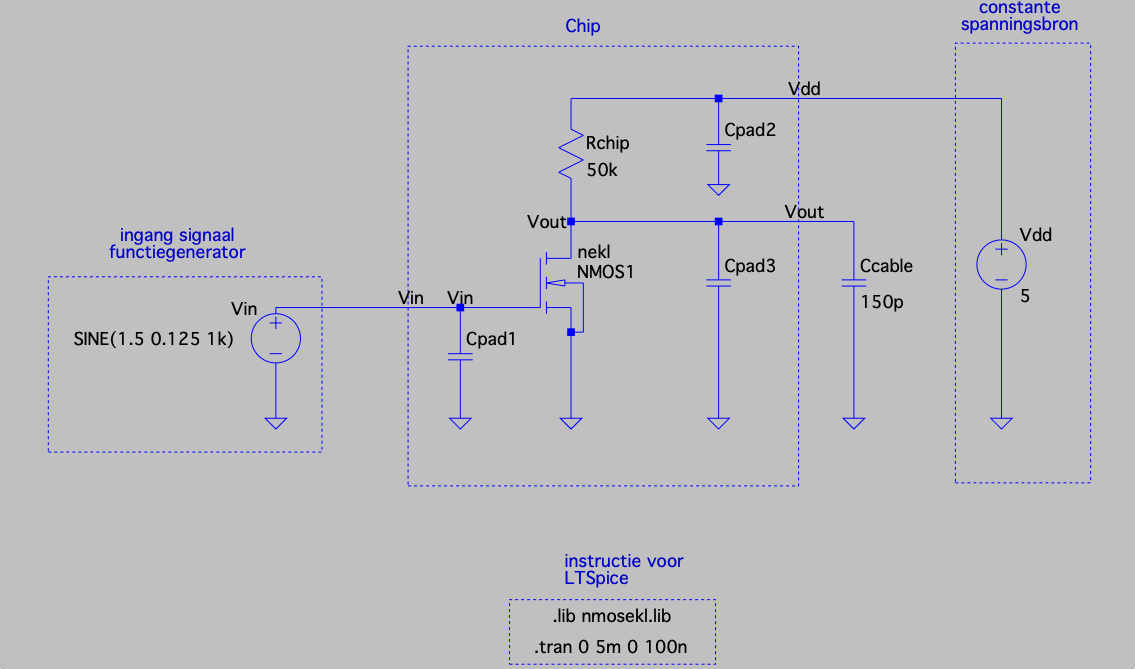 constante
spanningsbron
Chip
Vdd
Cpad2
Rchip
50k
Vout
Vout
ingang signaal
functiegenerator
Vdd
nekl
NMOS1
Cpad3
Ccable
5
150p
Vin
Vin
Vin
SINE(1.5 0.125 1k)
Cpad1
instructie voor
LTSpice
.lib nmosekl.lib
.tran 0 5m 0 100n